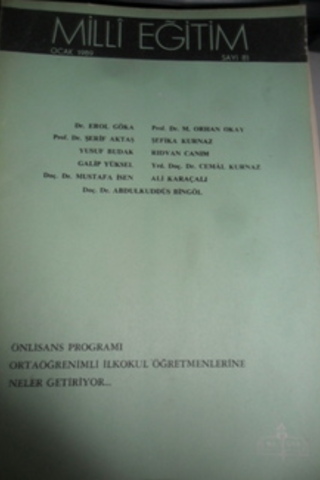 MİLLİ EĞİTİM
OCAK 1989 SAYI 81
Dr. EROL GÖKA Prof. Dr. M. ORHAN OKAY
Prof. Dr. ŞERİF AKTAŞ ŞEFİKA KURNAZ
YUSUF BUDAK RIDVAN CANIM
GALİP YÜKSEL Yrd. Doç. Dr. CEMÂL KURNAZ
Doç. Dr. MUSTAFA İSEN ALİ KARAÇALI
Doç. Dr. ABDULKUDDÜS BİNGÖL
ÖNLİSANS PROGRAMI
ORTAÖĞRENİMLİ İLKOKUL ÖĞRETMENLERİNE
NELER GETİRİYOR...